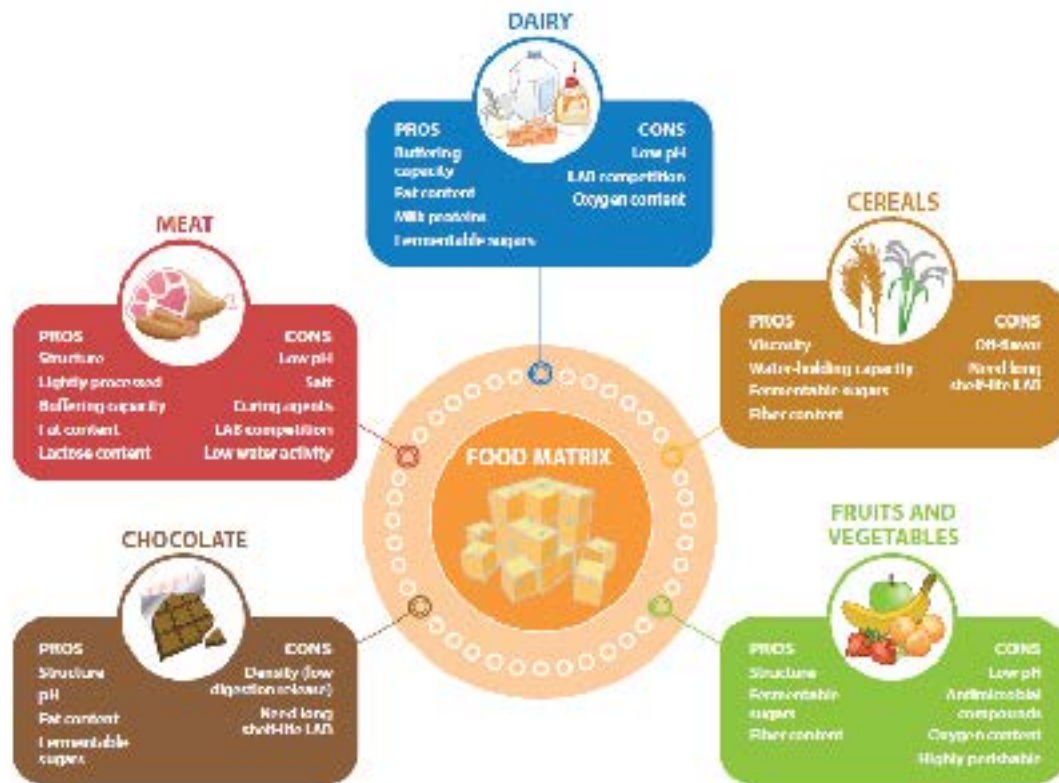 DAIRY
PROS
Buffering
capacity
Fat content
Milk proteins
Fermentable sugars
CONS
Low pH
LAB competition
Oxygen content
MEAT
PROS
Structure
Lightly processed
Buffering capacity
Fat content
Lactose content
CONS
Low pH
Salt
Curing agents
LAB competition
Low water activity
CEREALS
PROS
Viscosity
Water-holding capacity
Fermentable sugars
Fiber content
CONS
Off-flavor
Need long
shelf-life LAB
FOOD MATRIX
CHOCOLATE
PROS
Structure
pH
Fat content
Fermentable
sugars
CONS
Density (low
digestion release)
Need long
shelf-life LAB
FRUITS AND
VEGETABLES
PROS
Structure
Fermentable
sugars
Fiber content
CONS
Low pH
Antimicrobial
compounds
Oxygen content
Highly perishable